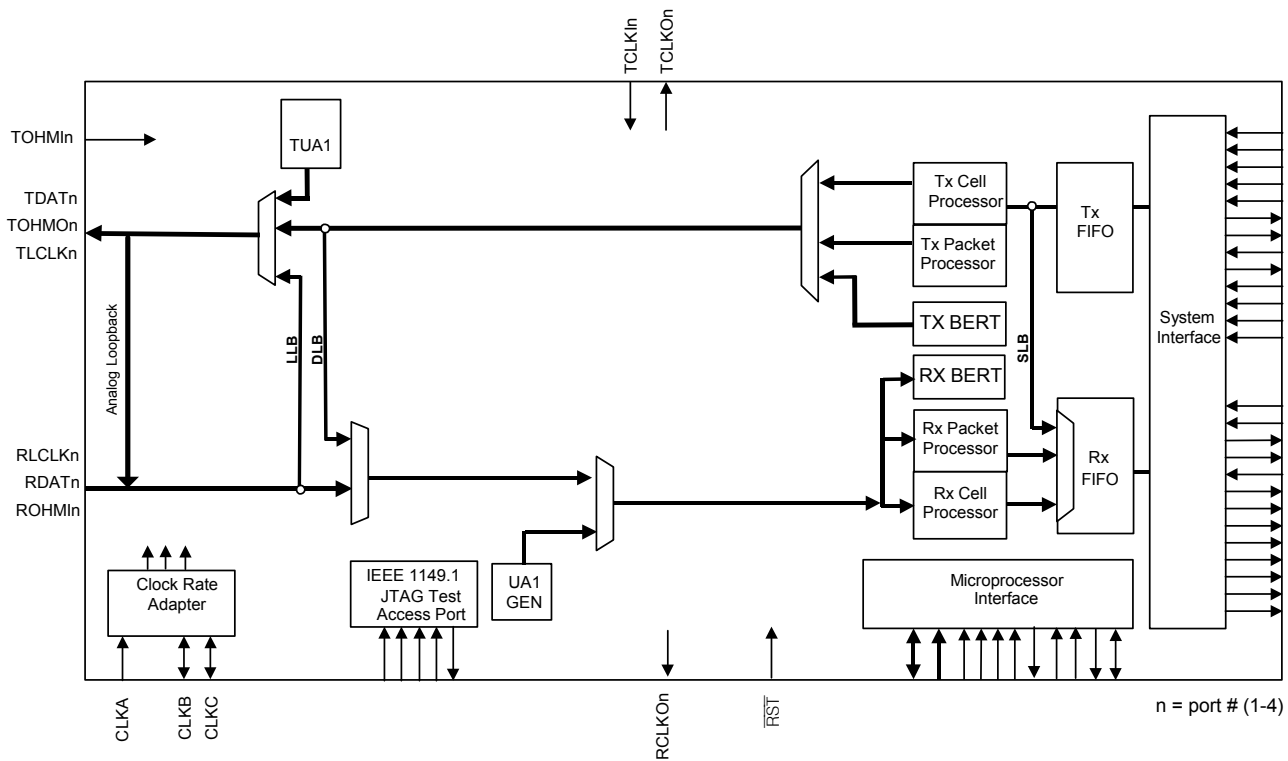 TCLKIn
TCLKOn
TOHMIn
TUA1
TDATn
TOHMOn
TLCLKn
Tx Cell
Processor
Tx
FIFO
Tx Packet
Processor
TX BERT
System
Interface
Analog Loopback
LLB
DLB
SLB
RX BERT
Rx Packet
Processor
Rx
FIFO
RLCLKn
RDATn
ROHMIn
Rx Cell
Processor
Clock Rate
Adapter
IEEE 1149.1
JTAG Test
Access Port
UA1
GEN
Microprocessor
Interface
CLKA
CLKB
CLKC
RCLKOn
RST
n = port # (1-4)